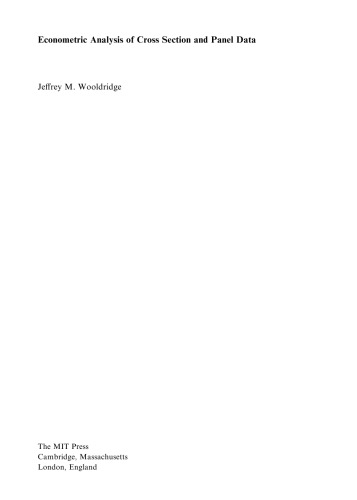 Econometric Analysis of Cross Section and Panel Data
Jeffrey M. Wooldridge
The MIT Press
Cambridge, Massachusetts
London, England